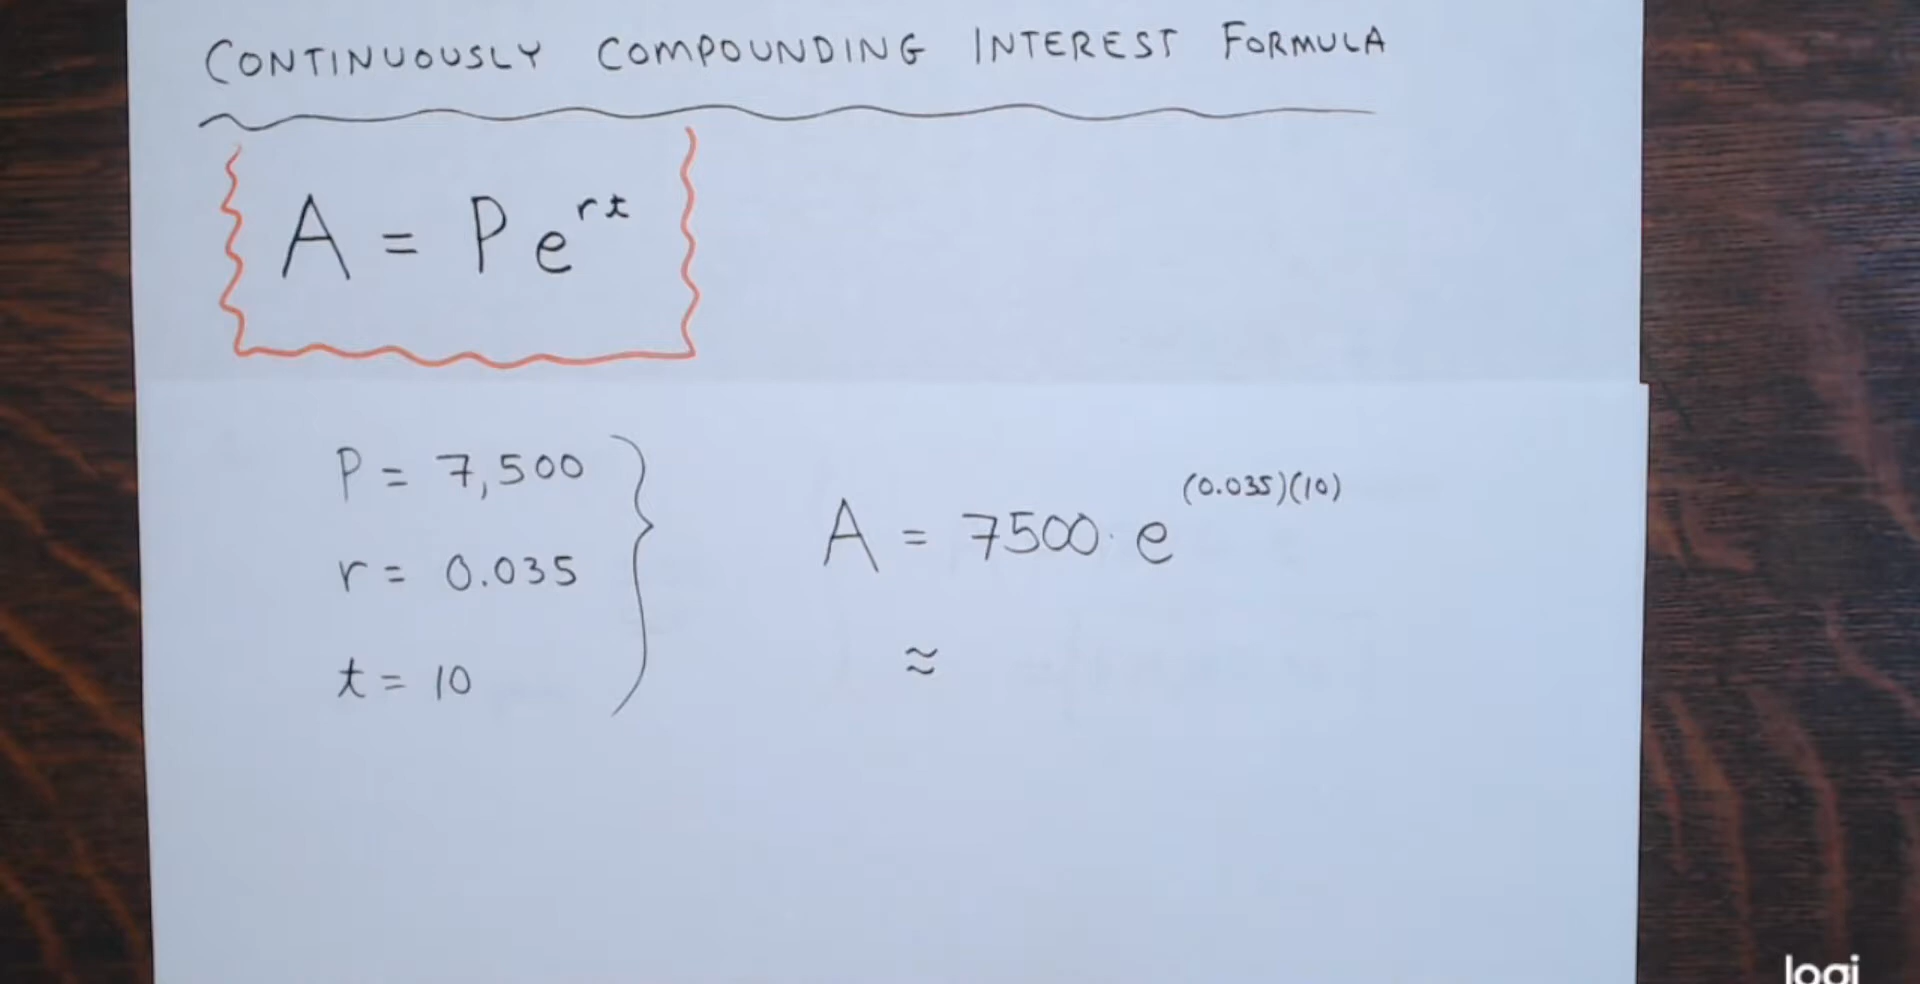 CONTINUOUSLY COMPOUNDING INTEREST FORMULA
A = Pe^rt
P = 7,500
r = 0.035
t = 10
A = 7500 · e^(0.035)(10)
≈
logi